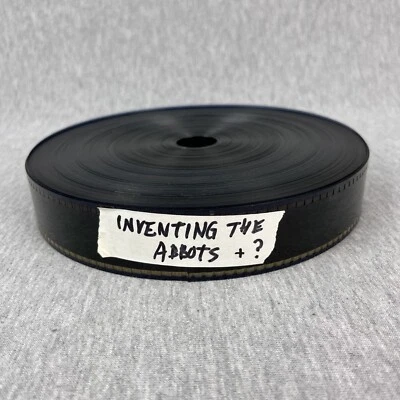 INVENTING THE
ABBOTS + ?